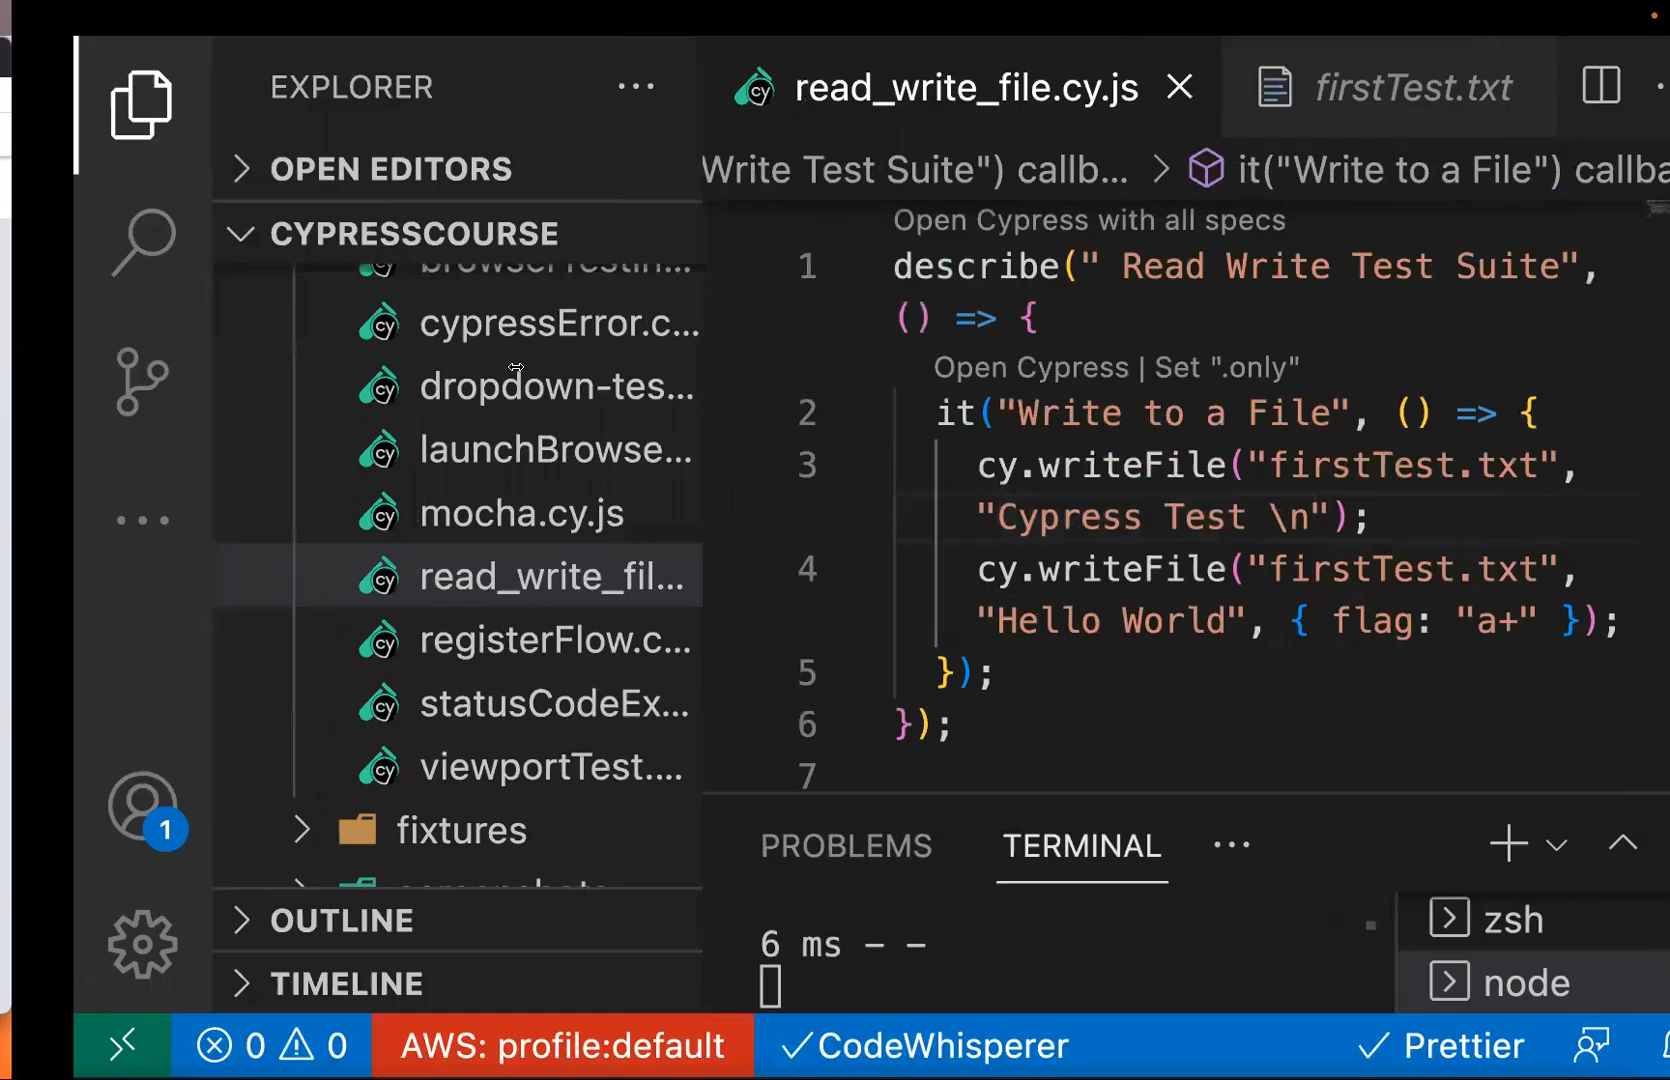 EXPLORER
OPEN EDITORS
CYPRESSCOURSE
cypressError.c...
dropdown-tes...
launchBrowse...
mocha.cy.js
read_write_fil...
registerFlow.c...
statusCodeEx...
viewportTest....
fixtures
OUTLINE
TIMELINE
read_write_file.cy.js
firstTest.txt
Write Test Suite") callb... > it("Write to a File") callba
Open Cypress with all specs
1 describe(" Read Write Test Suite",
() => {
Open Cypress | Set ".only"
2 it("Write to a File", () => {
3 cy.writeFile("firstTest.txt",
"Cypress Test \n");
4 cy.writeFile("firstTest.txt",
"Hello World", { flag: "a+" });
5 });
6 });
7
PROBLEMS TERMINAL
6 ms - -
zsh
node
1
0 0 AWS: profile:default CodeWhisperer Prettier